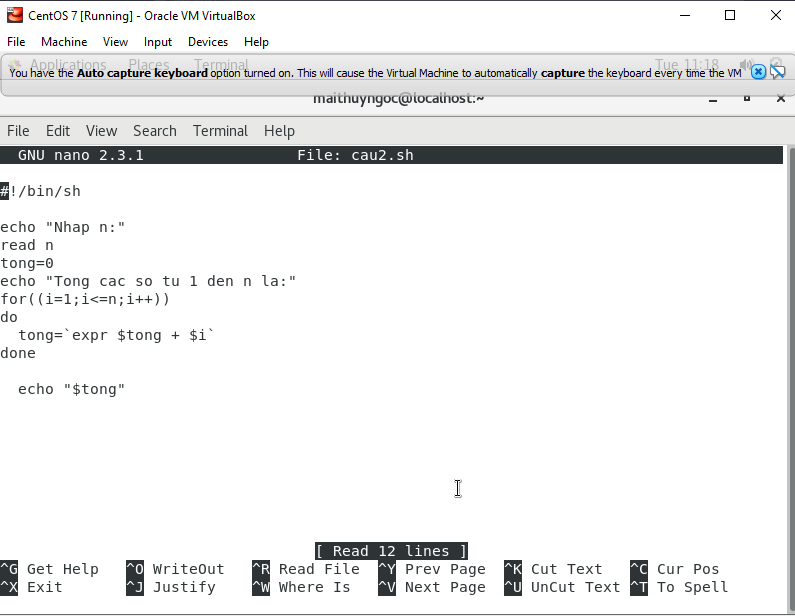 CentOS 7 [Running] - Oracle VM VirtualBox
File Machine View Input Devices Help
Applications Places Terminal Tue 11:18
You have the Auto capture keyboard option turned on. This will cause the Virtual Machine to automatically capture the keyboard every time the VM
maithuyngoc@localhost:~
File Edit View Search Terminal Help
GNU nano 2.3.1 File: cau2.sh
#!/bin/sh
echo "Nhap n:"
read n
tong=0
echo "Tong cac so tu 1 den n la:"
for((i=1;i<=n;i++))
do
tong=`expr $tong + $i`
done
echo "$tong"
[ Read 12 lines ]
^G Get Help ^O WriteOut ^R Read File ^Y Prev Page ^K Cut Text ^C Cur Pos
^X Exit ^J Justify ^W Where Is ^V Next Page ^U UnCut Text ^T To Spell